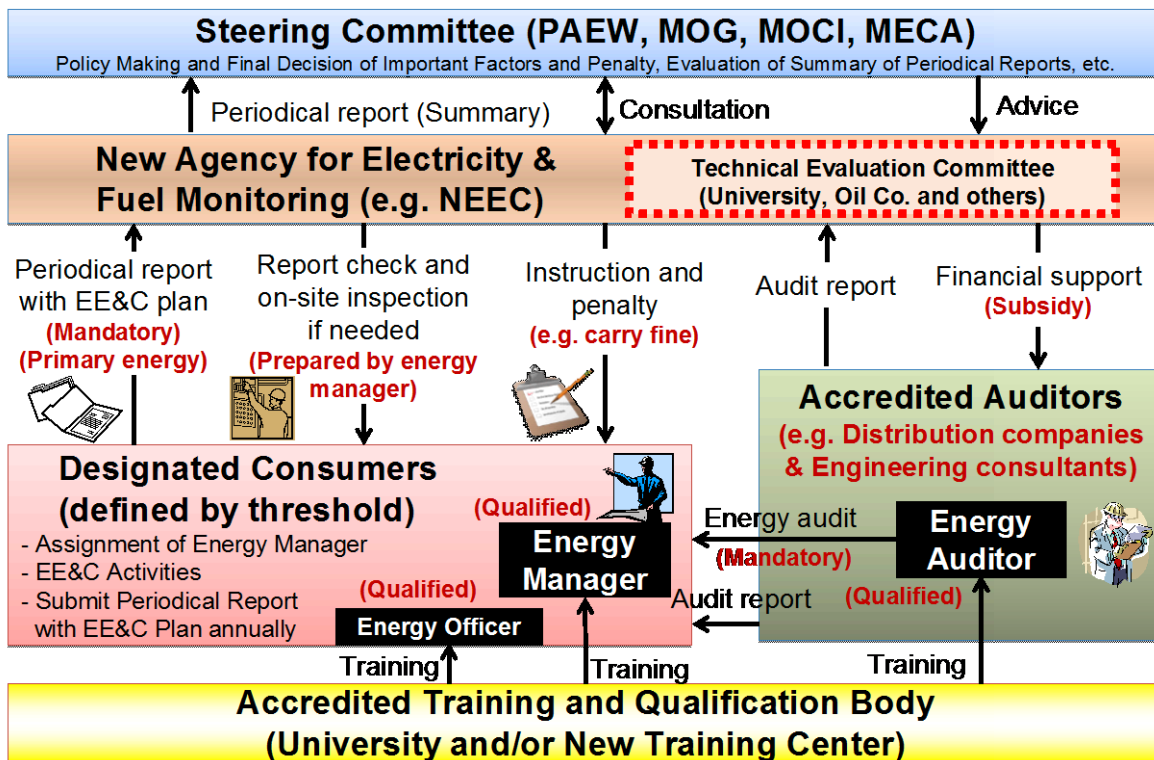 Steering Committee (PAEW, MOG, MOCI, MECA)
Policy Making and Final Decision of Important Factors and Penalty, Evaluation of Summary of Periodical Reports, etc.
Periodical report (Summary)
Consultation
Advice
New Agency for Electricity &
Fuel Monitoring (e.g. NEEC)
Technical Evaluation Committee
(University, Oil Co. and others)
Periodical report
with EE&C plan
(Mandatory)
(Primary energy)
Report check and
on-site inspection
if needed
(Prepared by energy
manager)
Instruction and
penalty
(e.g. carry fine)
Audit report
Financial support
(Subsidy)
Designated Consumers
(defined by threshold)
- Assignment of Energy Manager
- EE&C Activities
- Submit Periodical Report
with EE&C Plan annually
(Qualified)
Energy
Manager
(Qualified)
Energy Officer
Accredited Auditors
(e.g. Distribution companies
& Engineering consultants)
Energy audit
(Mandatory)
Energy
Auditor
(Qualified)
Audit report
Training
Training
Training
Accredited Training and Qualification Body
(University and/or New Training Center)